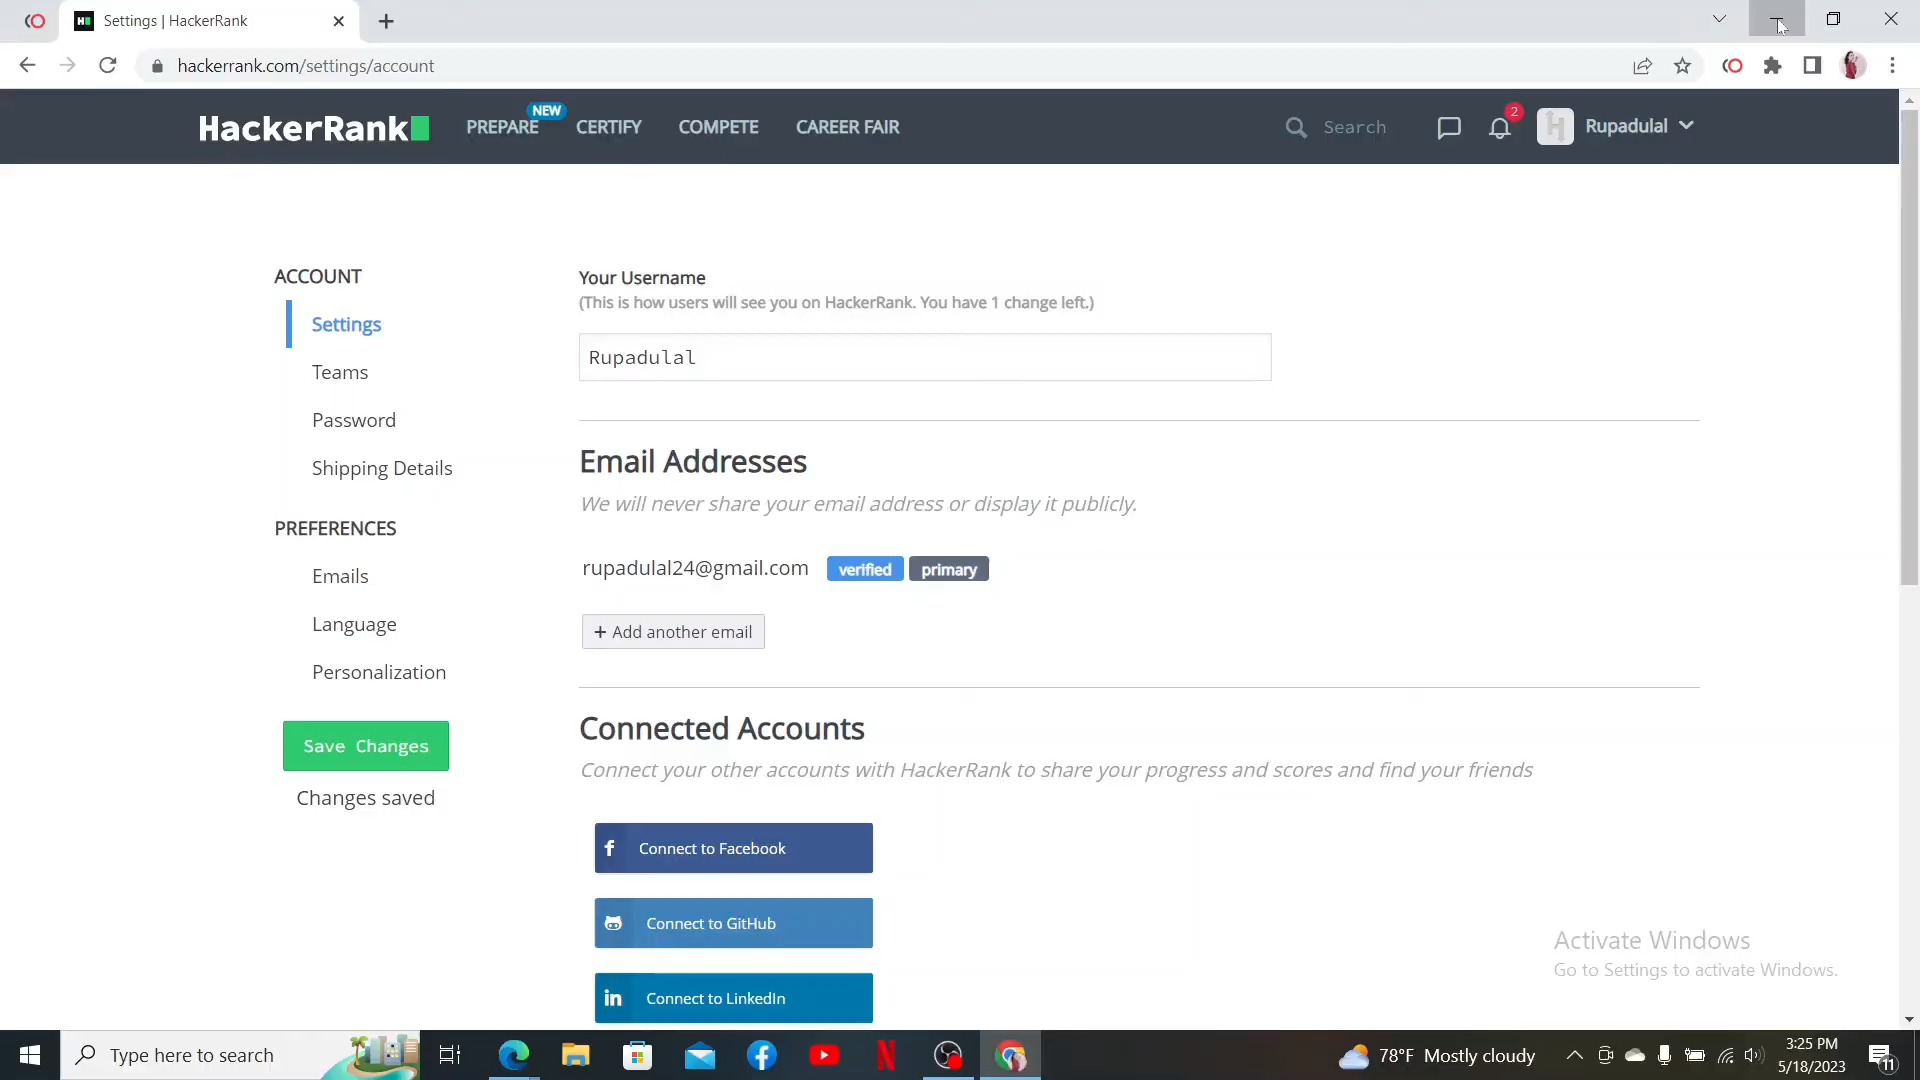 Settings | HackerRank
hackerrank.com/settings/account
HackerRank
PREPARE
NEW
CERTIFY
COMPETE
CAREER FAIR
Search
2
Rupadulal
ACCOUNT
Settings
Teams
Password
Shipping Details
PREFERENCES
Emails
Language
Personalization
Save Changes
Changes saved
Your Username
(This is how users will see you on HackerRank. You have 1 change left.)
Rupadulal
Email Addresses
We will never share your email address or display it publicly.
rupadulal24@gmail.com verified primary
+ Add another email
Connected Accounts
Connect your other accounts with HackerRank to share your progress and scores and find your friends
Connect to Facebook
Connect to GitHub
Connect to LinkedIn
Activate Windows
Go to Settings to activate Windows.
Type here to search
78°F Mostly cloudy
3:25 PM
5/18/2023
11